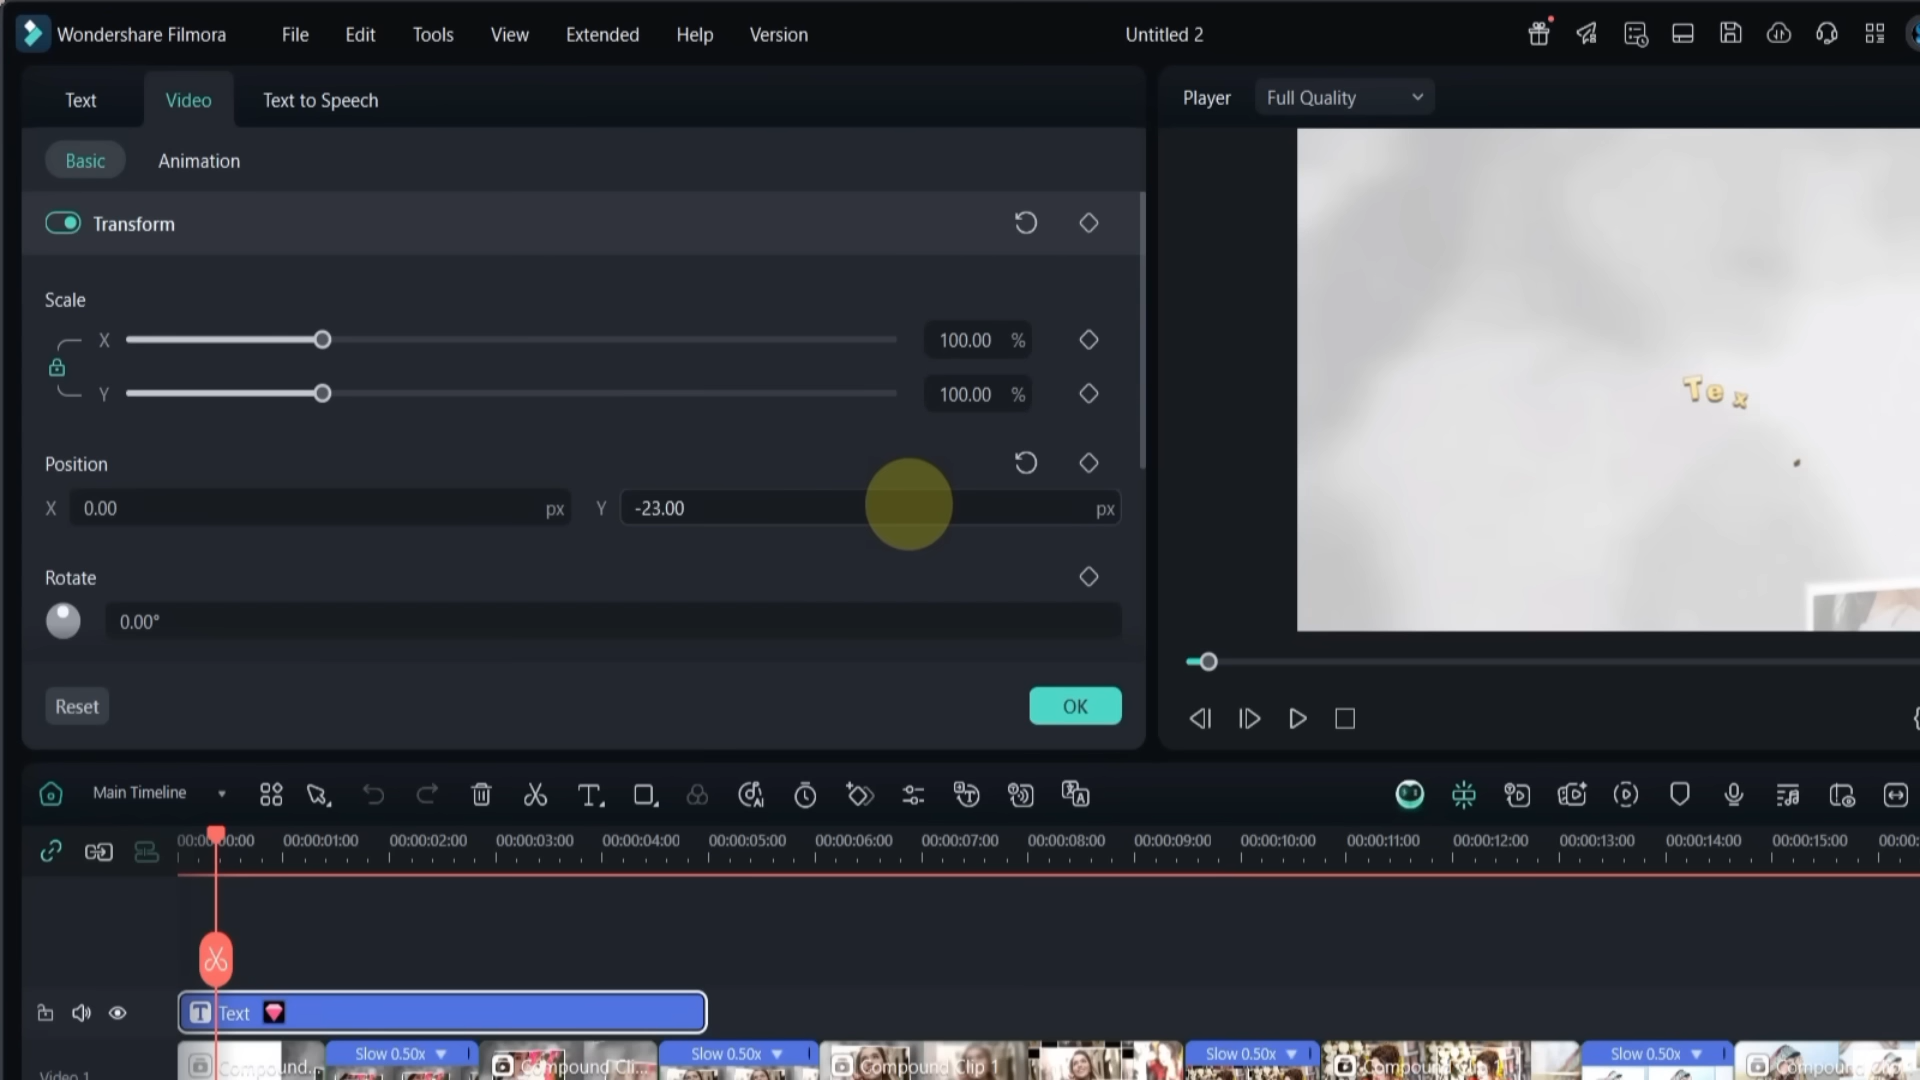 Wondershare Filmora File Edit Tools View Extended Help Version Untitled 2
Text Video Text to Speech
Player Full Quality
Basic Animation
Transform
Scale
X 100.00 %
Y 100.00 %
Tex
Position
X 0.00 px Y -23.00 px
Rotate
0.00°
Reset OK
Main Timeline
00:00:01:00 00:00:02:00 00:00:03:00 00:00:04:00 00:00:05:00 00:00:06:00 00:00:07:00 00:00:08:00 00:00:09:00 00:00:10:00 00:00:11:00 00:00:12:00 00:00:13:00 00:00:14:00 00:00:15:00 00:00:
Text
Slow 0.50x Slow 0.50x Slow 0.50x Slow 0.50x
Compound... Compound Cli... Compound Clip 1
Video 1